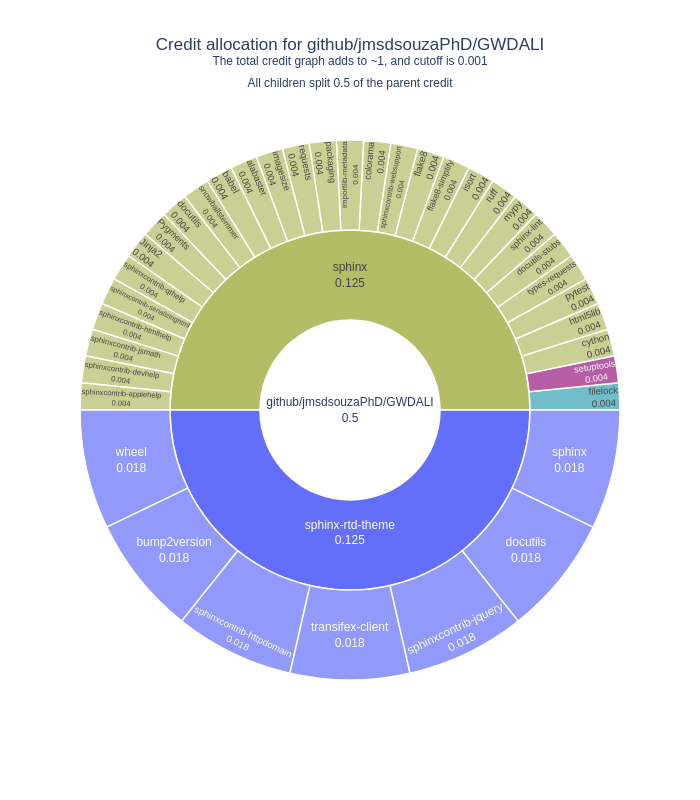 Credit allocation for github/jmsdsouzaPhD/GWDALI
The total credit graph adds to ~1, and cutoff is 0.001
All children split 0.5 of the parent credit
github/jmsdsouzaPhD/GWDALI
0.5
sphinx
0.125
sphinx-rtd-theme
0.125
sphinxcontrib-applehelp
0.004
sphinxcontrib-devhelp
0.004
sphinxcontrib-jsmath
0.004
sphinxcontrib-htmlhelp
0.004
sphinxcontrib-serializinghtml
0.004
sphinxcontrib-qthelp
0.004
Jinja2
0.004
Pygments
0.004
docutils
0.004
snowballstemmer
0.004
babel
0.004
alabaster
0.004
imagesize
0.004
requests
0.004
packaging
0.004
importlib-metadata
0.004
colorama
0.004
sphinxcontrib-websupport
0.004
flake8
0.004
flake8-simplify
0.004
isort
0.004
ruff
0.004
mypy
0.004
sphinx-lint
0.004
docutils-stubs
0.004
types-requests
0.004
pytest
0.004
html5lib
0.004
cython
0.004
setuptools
0.004
filelock
0.004
wheel
0.018
bump2version
0.018
sphinxcontrib-httpdomain
0.018
transifex-client
0.018
sphinxcontrib-jquery
0.018
docutils
0.018
sphinx
0.018